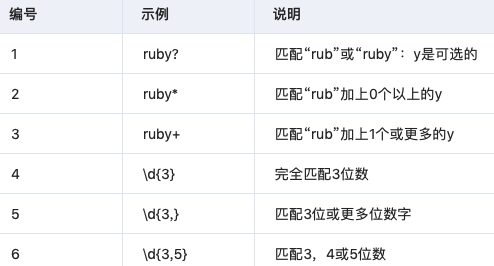 编号 示例 说明
1 ruby? 匹配“rub”或“ruby”：y是可选的
2 ruby* 匹配“rub”加上0个以上的y
3 ruby+ 匹配“rub”加上1个或更多的y
4 \d{3} 完全匹配3位数
5 \d{3,} 匹配3位或更多位数字
6 \d{3,5} 匹配3，4或5位数